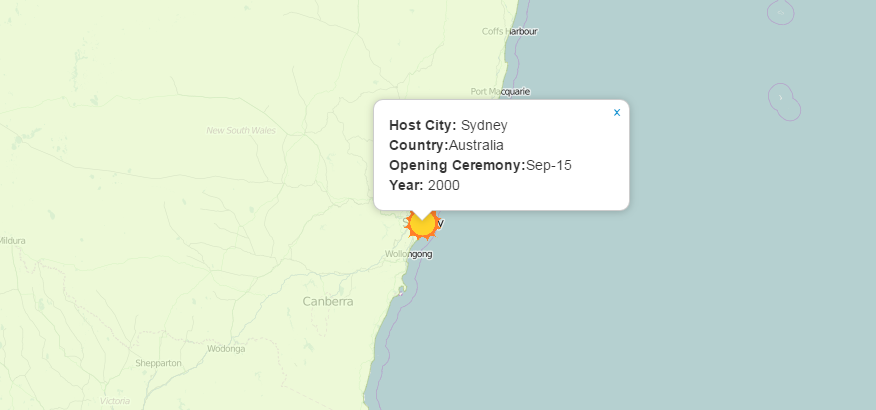 Coffs Harbour
Port Macquarie
x
Host City: Sydney
Country:Australia
Opening Ceremony:Sep-15
Year: 2000
New South Wales
Mildura
Wollongong
Canberra
Wodonga
Shepparton
Victoria